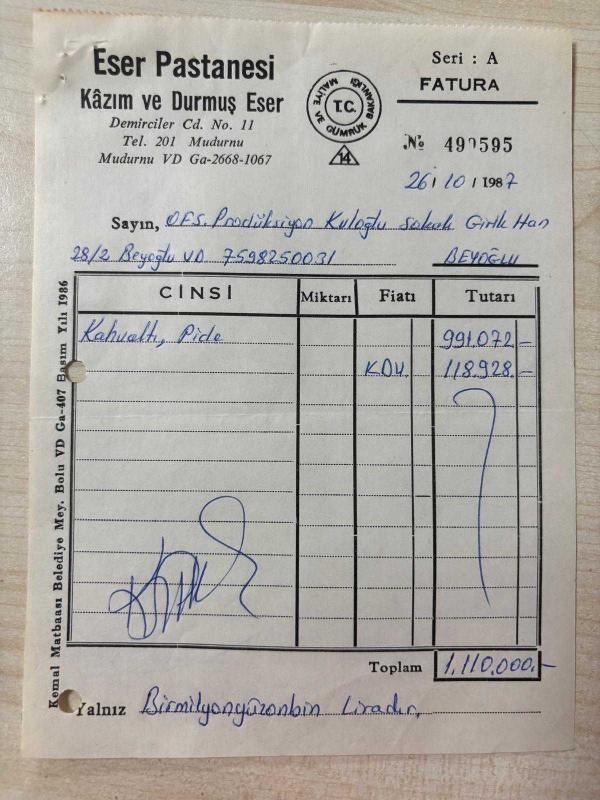 Eser Pastanesi
Kâzım ve Durmuş Eser
Demirciler Cd. No. 11
Tel. 201 Mudurnu
Mudurnu VD Ga-2668-1067
T.C.
MALİYE VE GÜMRÜK BAKANLIĞI
14
Seri : A
FATURA
№ 499595
26/10/1987
Sayın, O.F.S. Prodüksiyon Kuloğlu sokak Girlik Han
28/2 Beyoğlu VD 7598250031 BEYOĞLU
CİNSİ Miktarı Fiatı Tutarı
Kahvaltı, Pide 991.072.-
KDV. 118.928.-
Toplam 1.110.000.-
Yalnız Birmilyonyüzonbin Liradır.
Kemal Matbaası Belediye Mey. Bolu VD Ga-407 Basım Yılı 1986